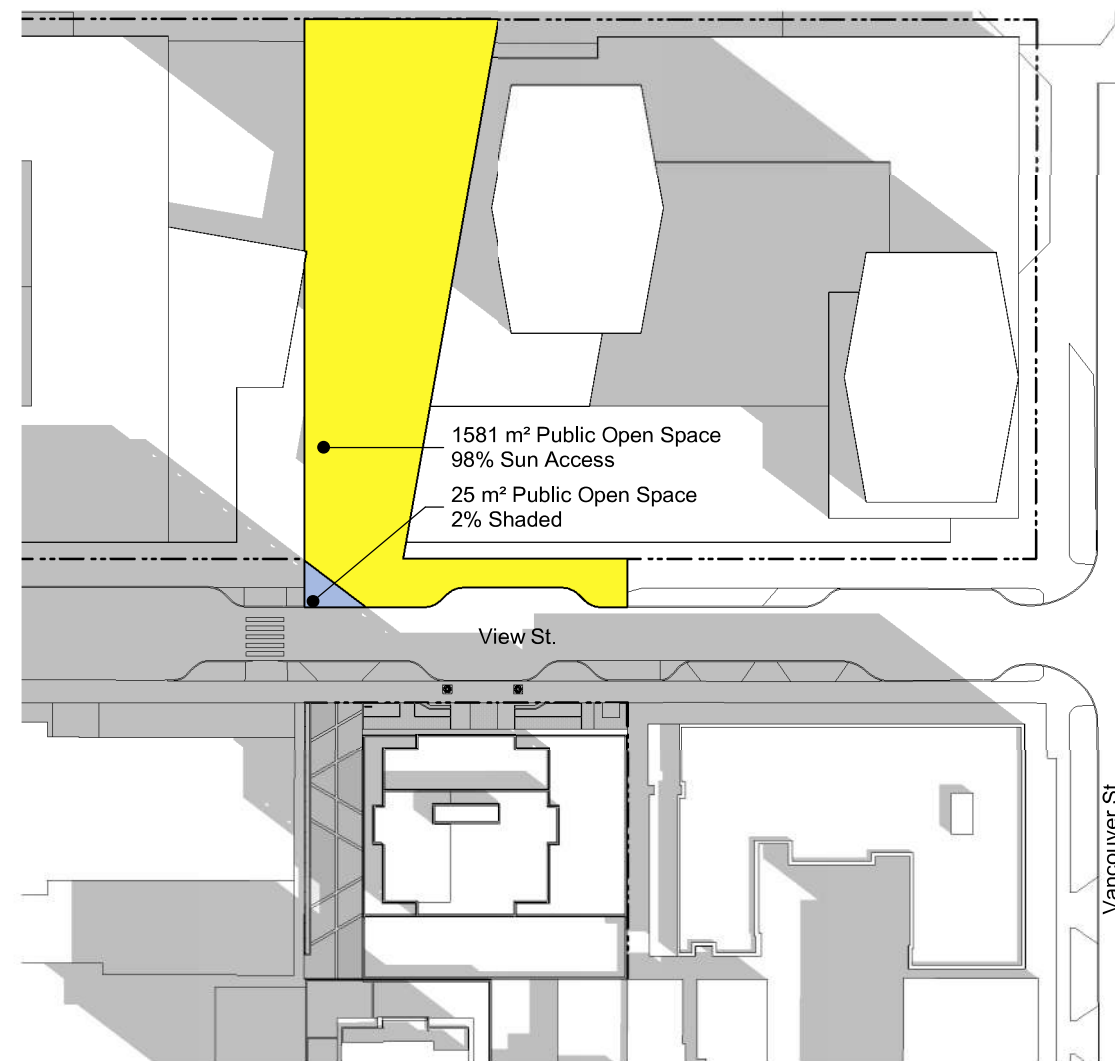 1581 m² Public Open Space
98% Sun Access
25 m² Public Open Space
2% Shaded
View St.
Vancouver St.